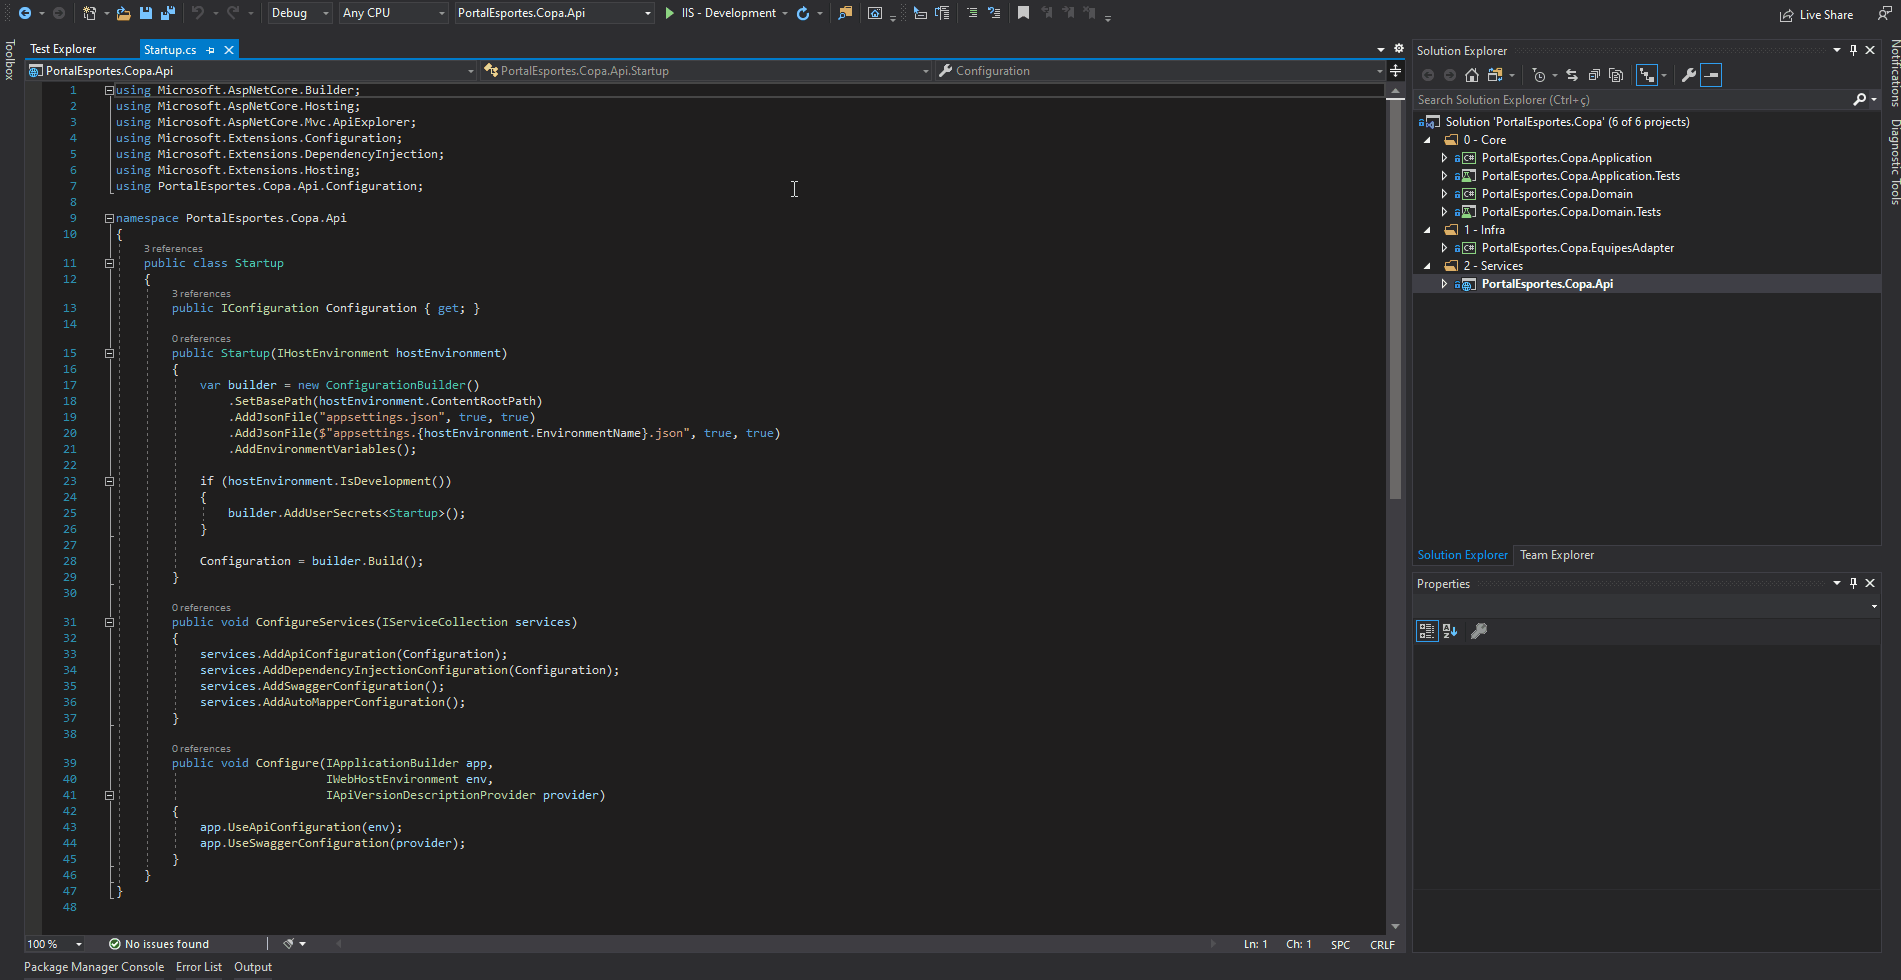 Debug
Any CPU
PortalEsportes.Copa.Api
IIS - Development
Live Share
Toolbox
Test Explorer
Startup.cs
PortalEsportes.Copa.Api
PortalEsportes.Copa.Api.Startup
Configuration
1 using Microsoft.AspNetCore.Builder;
2 using Microsoft.AspNetCore.Hosting;
3 using Microsoft.AspNetCore.Mvc.ApiExplorer;
4 using Microsoft.Extensions.Configuration;
5 using Microsoft.Extensions.DependencyInjection;
6 using Microsoft.Extensions.Hosting;
7 using PortalEsportes.Copa.Api.Configuration;
8
9 namespace PortalEsportes.Copa.Api
10 {
3 references
11 public class Startup
12 {
3 references
13 public IConfiguration Configuration { get; }
14
0 references
15 public Startup(IHostEnvironment hostEnvironment)
16 {
17 var builder = new ConfigurationBuilder()
18 .SetBasePath(hostEnvironment.ContentRootPath)
19 .AddJsonFile("appsettings.json", true, true)
20 .AddJsonFile($"appsettings.{hostEnvironment.EnvironmentName}.json", true, true)
21 .AddEnvironmentVariables();
22
23 if (hostEnvironment.IsDevelopment())
24 {
25 builder.AddUserSecrets<Startup>();
26 }
27
28 Configuration = builder.Build();
29 }
30
0 references
31 public void ConfigureServices(IServiceCollection services)
32 {
33 services.AddApiConfiguration(Configuration);
34 services.AddDependencyInjectionConfiguration(Configuration);
35 services.AddSwaggerConfiguration();
36 services.AddAutoMapperConfiguration();
37 }
38
0 references
39 public void Configure(IApplicationBuilder app,
40 IWebHostEnvironment env,
41 IApiVersionDescriptionProvider provider)
42 {
43 app.UseApiConfiguration(env);
44 app.UseSwaggerConfiguration(provider);
45 }
46 }
47 }
48
100 %
No issues found
Ln: 1
Ch: 1
SPC
CRLF
Package Manager Console
Error List
Output
Solution Explorer
Search Solution Explorer (Ctrl+ç)
Solution 'PortalEsportes.Copa' (6 of 6 projects)
0 - Core
PortalEsportes.Copa.Application
PortalEsportes.Copa.Application.Tests
PortalEsportes.Copa.Domain
PortalEsportes.Copa.Domain.Tests
1 - Infra
PortalEsportes.Copa.EquipesAdapter
2 - Services
PortalEsportes.Copa.Api
Solution Explorer
Team Explorer
Properties
Notifications
Diagnostic Tools